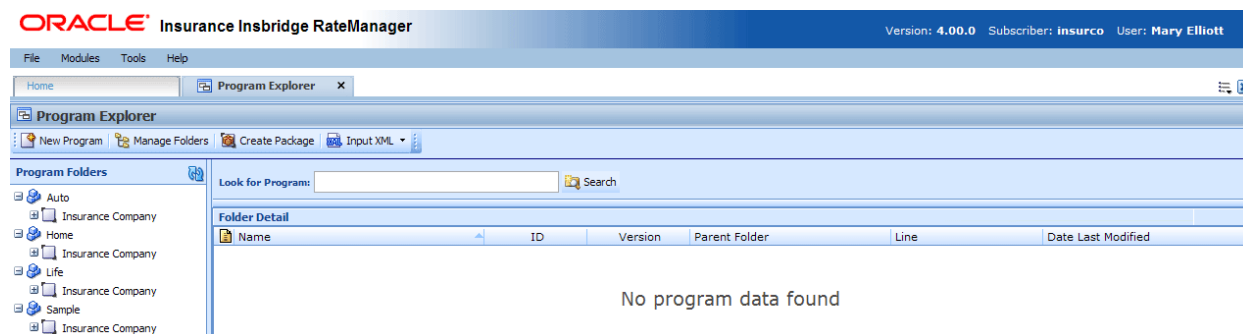 ORACLE® Insurance Insbridge RateManager
Version: 4.00.0 Subscriber: insurco User: Mary Elliott
File Modules Tools Help
Home Program Explorer x
Program Explorer
New Program Manage Folders Create Package Input XML
Program Folders
Look for Program: Search
Auto
Insurance Company
Home
Insurance Company
Life
Insurance Company
Sample
Insurance Company
Folder Detail
Name ID Version Parent Folder Line Date Last Modified
No program data found